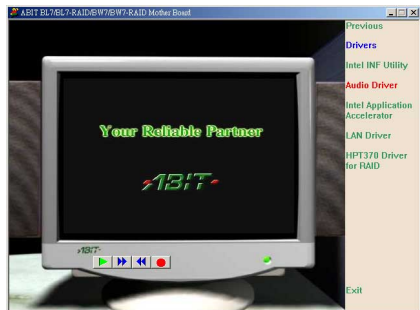 ABIT BL7/BL7-RAID/BW7/BW7-RAID Mother Board
Previous
Drivers
Intel INF Utility
Audio Driver
Intel Application
Accelerator
LAN Driver
HPT370 Driver
for RAID
Exit
Your Reliable Partner
ABIT
ABIT